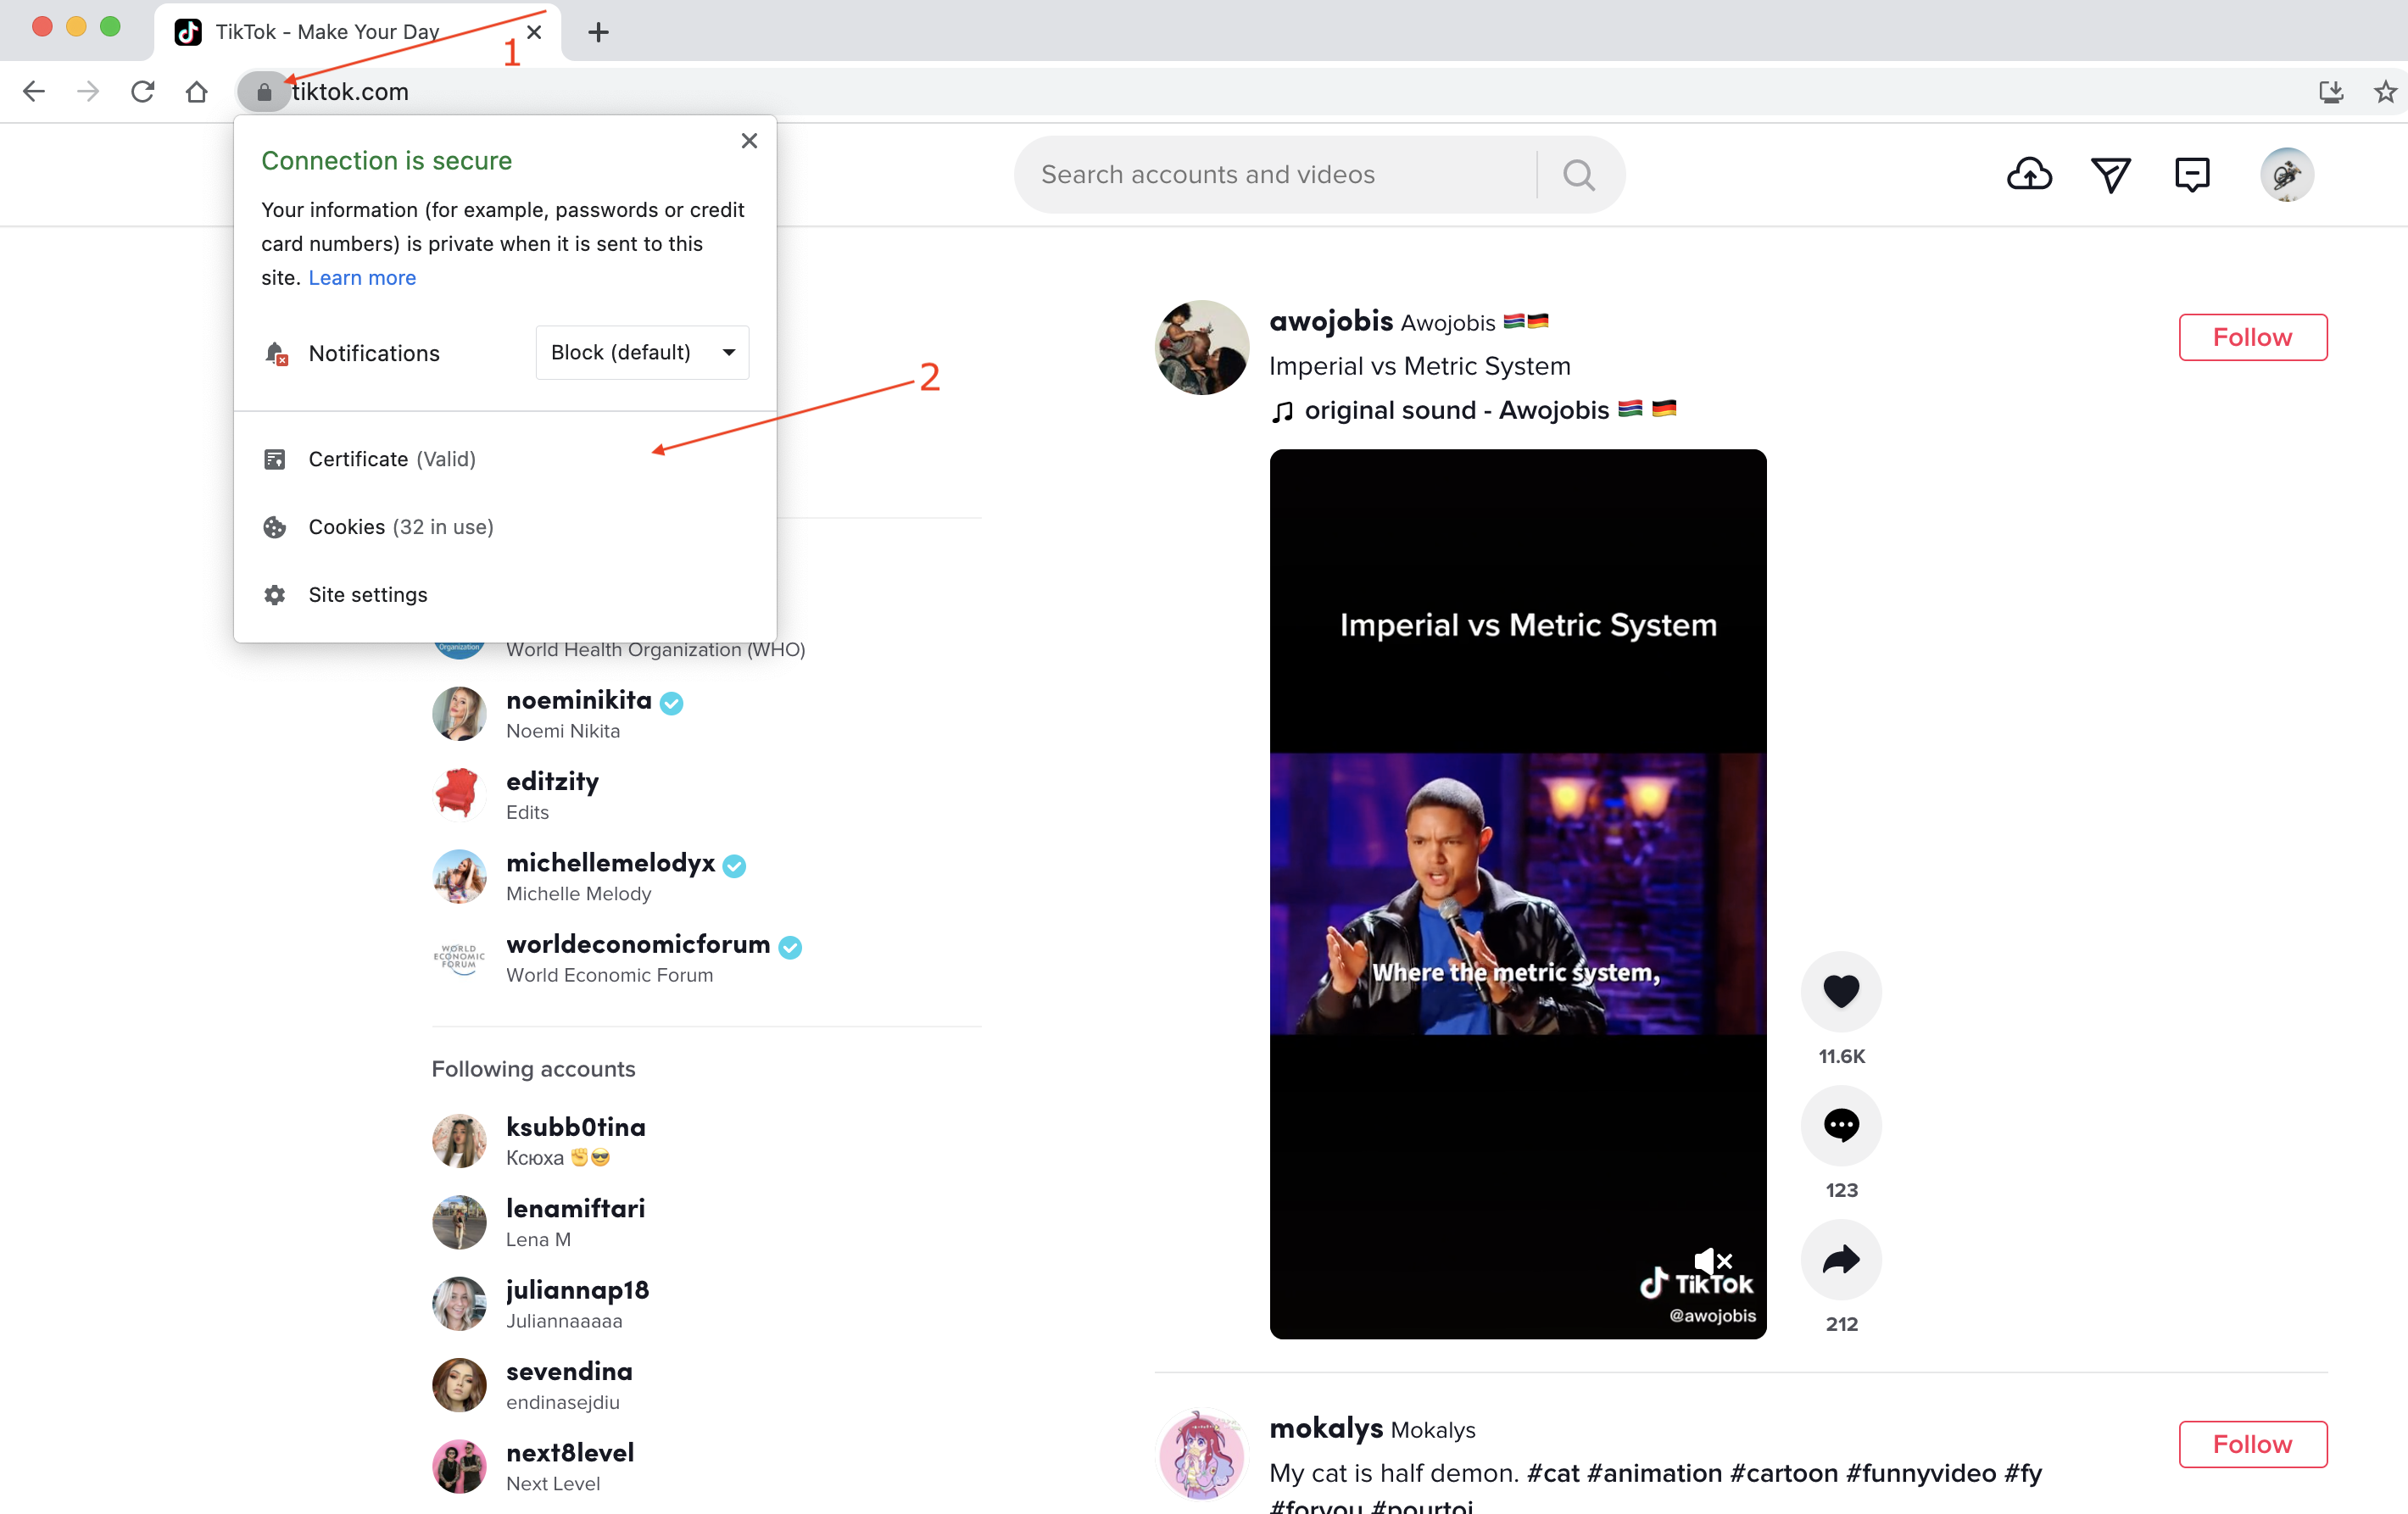 TikTok - Make Your Day
1
tiktok.com
Connection is secure
Your information (for example, passwords or credit
card numbers) is private when it is sent to this
site. Learn more
Notifications
Block (default)
2
Certificate (Valid)
Cookies (32 in use)
Site settings
Search accounts and videos
Organization
World Health Organization (WHO)
noeminikita
Noemi Nikita
editzity
Edits
michellemelodyx
Michelle Melody
WORLD
ECONOMIC
FORUM
worldeconomicforum
World Economic Forum
Following accounts
ksubb0tina
Ксюха ✊😎
lenamiftari
Lena M
juliannap18
Juliannaaaaa
sevendina
endinasejdiu
next8level
Next Level
awojobis Awojobis 🇬🇲🇩🇪
Follow
Imperial vs Metric System
original sound - Awojobis 🇬🇲 🇩🇪
Imperial vs Metric System
Where the metric system,
TikTok
@awojobis
11.6K
123
212
mokalys Mokalys
Follow
My cat is half demon. #cat #animation #cartoon #funnyvideo #fy
#foryou #pourtoi